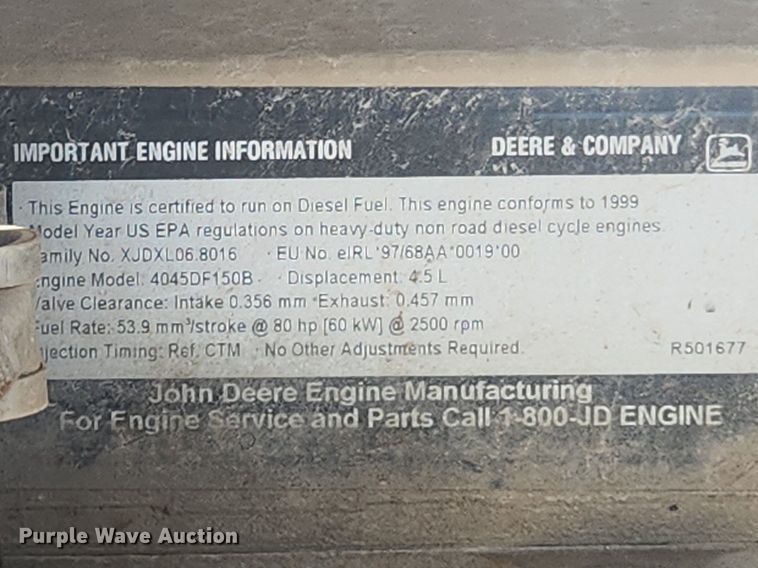 IMPORTANT ENGINE INFORMATION DEERE & COMPANY
· This Engine is certified to run on Diesel Fuel. This engine conforms to 1999
Model Year US EPA regulations on heavy-duty non road diesel cycle engines.
amily No. XJDXL06.8016 · EU No. eIRL*97/68AA*0019*00
ngine Model: 4045DF150B · Displacement: 4.5 L
Valve Clearance: Intake 0.356 mm *Exhaust: 0.457 mm
Fuel Rate: 53.9 mm³/stroke @ 80 hp [60 kW] @ 2500 rpm
njection Timing: Ref. CTM · No Other Adjustments Required. R501677
John Deere Engine Manufacturing
For Engine Service and Parts Call 1-800-JD ENGINE
Purple Wave Auction